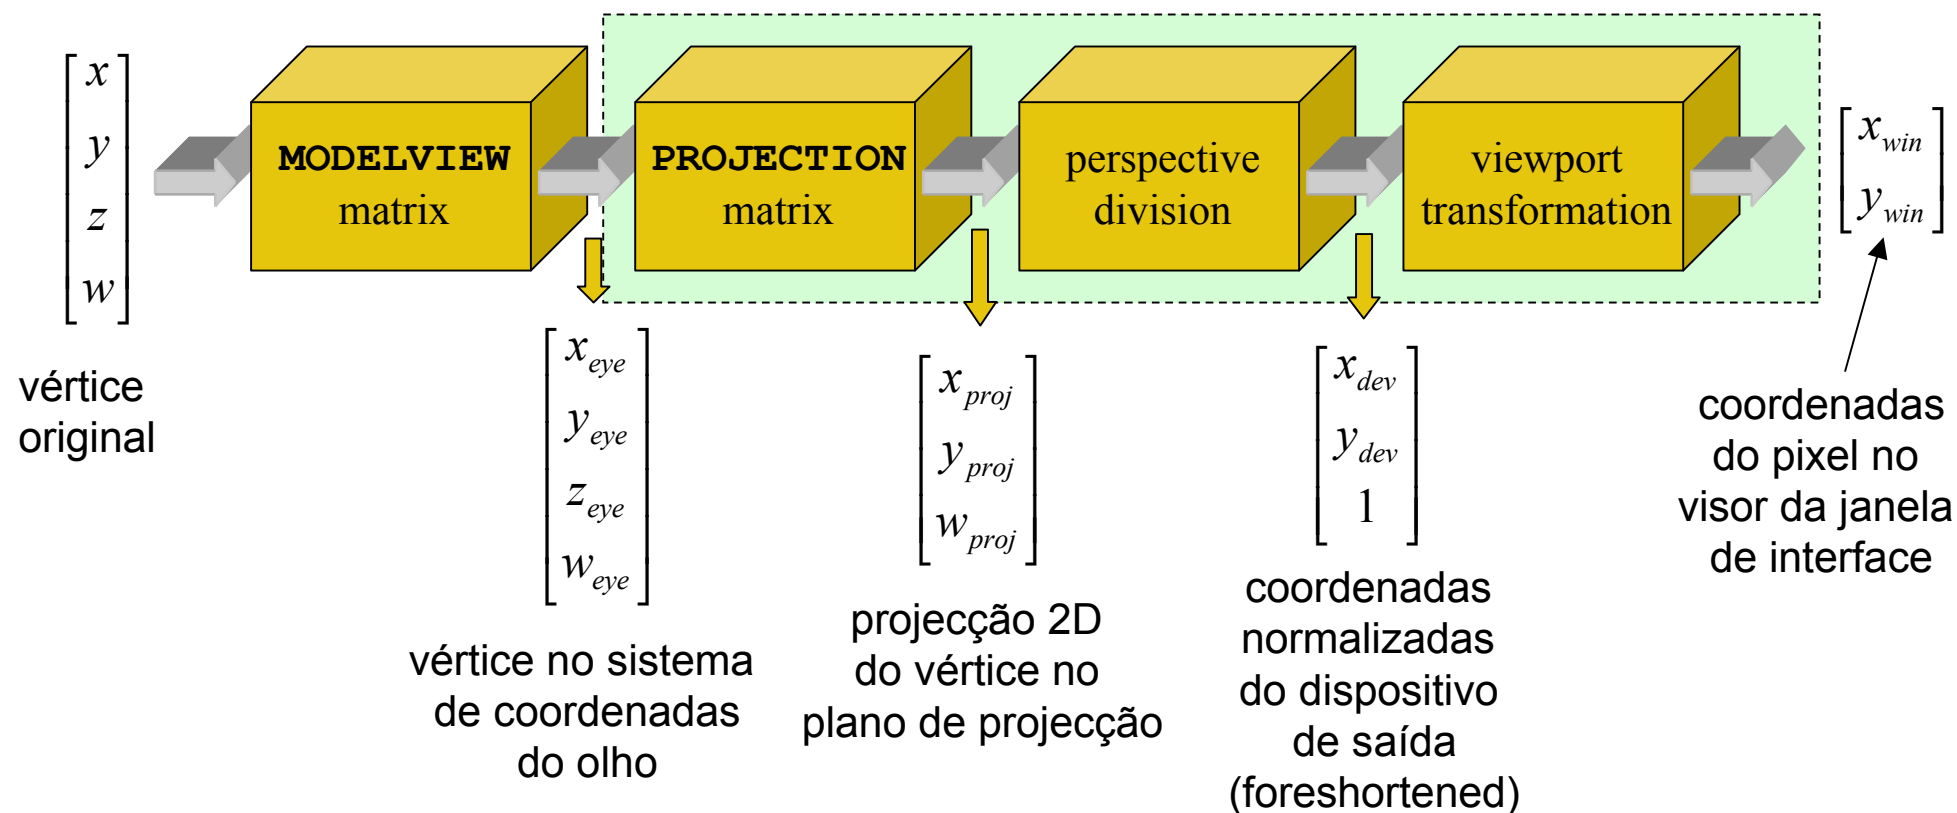 x
y
z
w
vértice
original
MODELVIEW
matrix
PROJECTION
matrix
perspective
division
viewport
transformation
x_win
y_win
x_eye
y_eye
z_eye
w_eye
vértice no sistema
de coordenadas
do olho
x_proj
y_proj
w_proj
projecção 2D
do vértice no
plano de projecção
x_dev
y_dev
1
coordenadas
normalizadas
do dispositivo
de saída
(foreshortened)
coordenadas
do pixel no
visor da janela
de interface